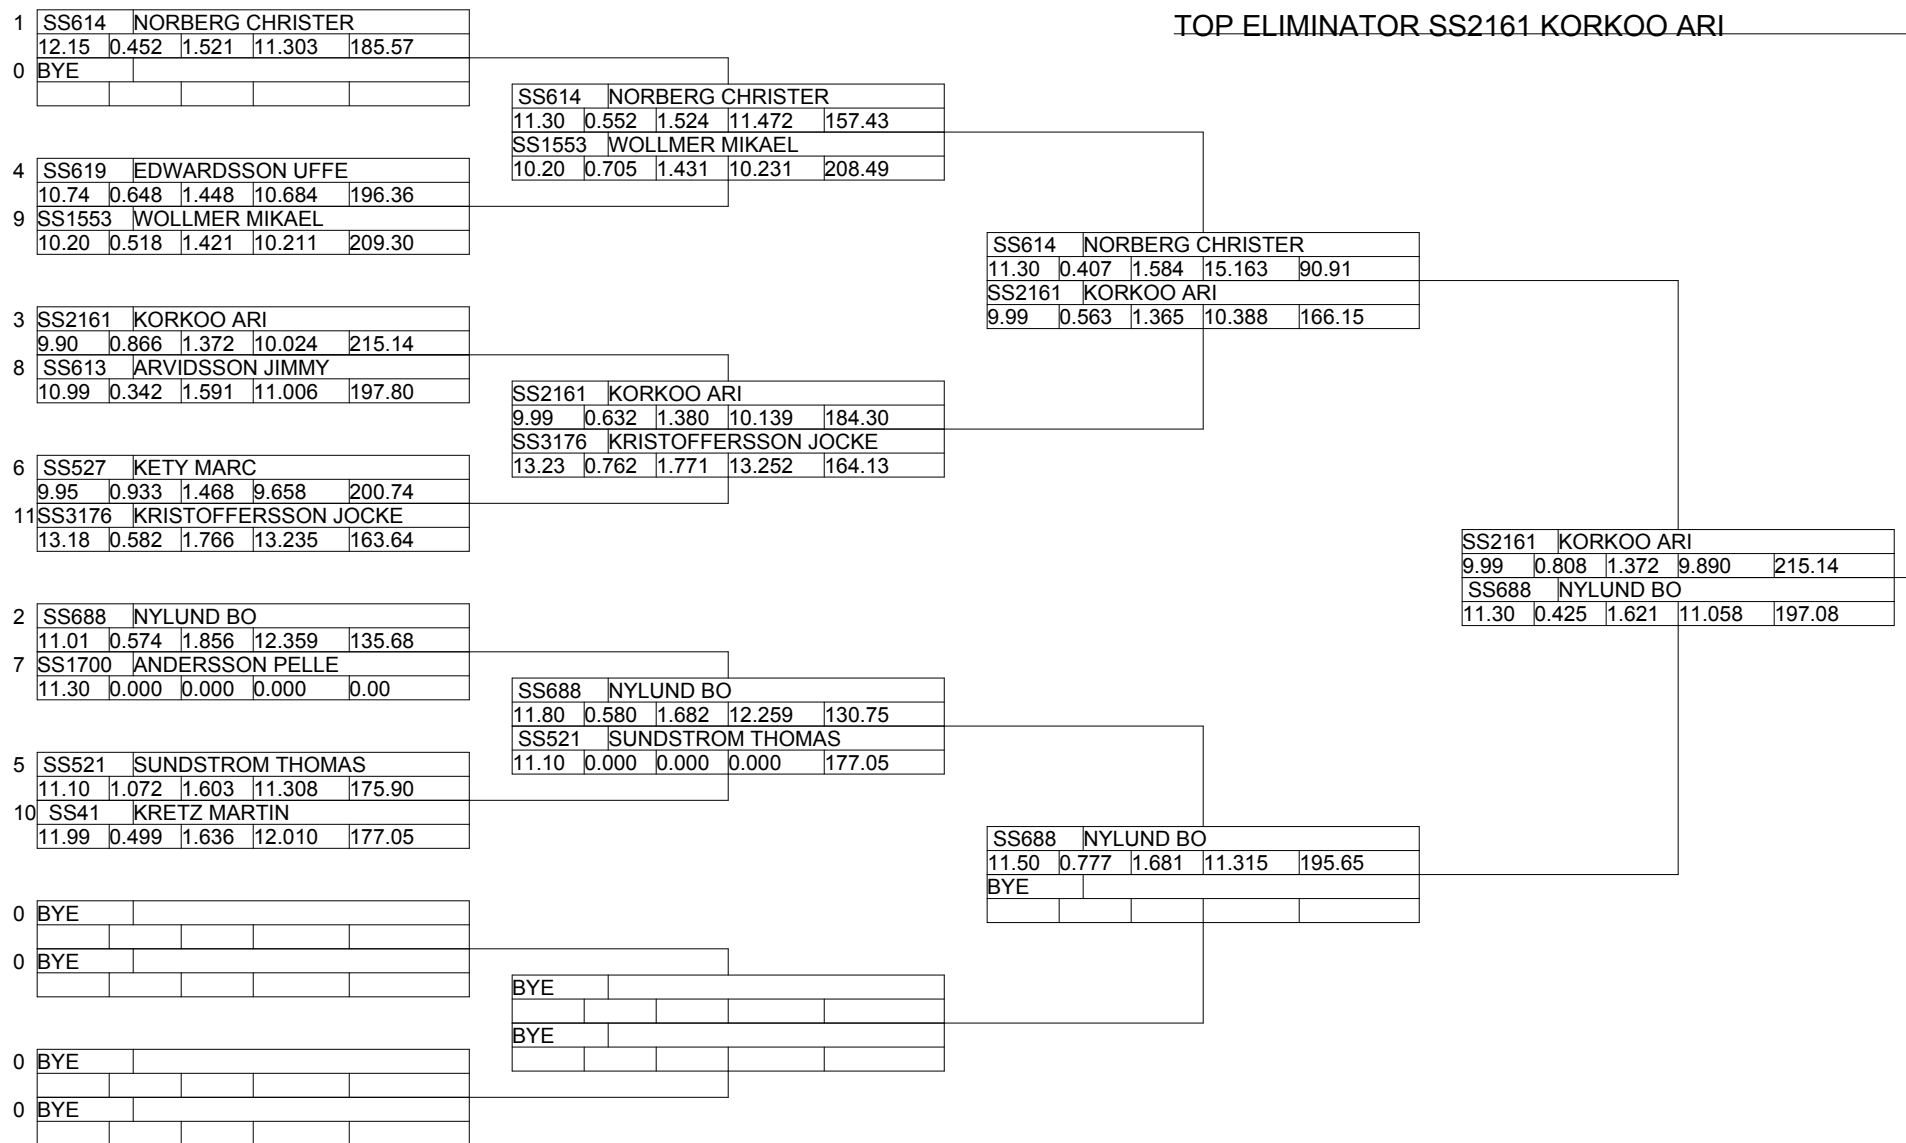 TOP ELIMINATOR SS2161 KORKOO ARI
1 SS614 NORBERG CHRISTER
12.15 0.452 1.521 11.303 185.57
0 BYE
4 SS619 EDWARDSSON UFFE
10.74 0.648 1.448 10.684 196.36
9 SS1553 WOLLMER MIKAEL
10.20 0.518 1.421 10.211 209.30
3 SS2161 KORKOO ARI
9.90 0.866 1.372 10.024 215.14
8 SS613 ARVIDSSON JIMMY
10.99 0.342 1.591 11.006 197.80
6 SS527 KETY MARC
9.95 0.933 1.468 9.658 200.74
11 SS3176 KRISTOFFERSSON JOCKE
13.18 0.582 1.766 13.235 163.64
2 SS688 NYLUND BO
11.01 0.574 1.856 12.359 135.68
7 SS1700 ANDERSSON PELLE
11.30 0.000 0.000 0.000 0.00
5 SS521 SUNDSTROM THOMAS
11.10 1.072 1.603 11.308 175.90
10 SS41 KRETZ MARTIN
11.99 0.499 1.636 12.010 177.05
0 BYE
0 BYE
0 BYE
0 BYE
SS614 NORBERG CHRISTER
11.30 0.552 1.524 11.472 157.43
SS1553 WOLLMER MIKAEL
10.20 0.705 1.431 10.231 208.49
SS2161 KORKOO ARI
9.99 0.632 1.380 10.139 184.30
SS3176 KRISTOFFERSSON JOCKE
13.23 0.762 1.771 13.252 164.13
SS688 NYLUND BO
11.80 0.580 1.682 12.259 130.75
SS521 SUNDSTROM THOMAS
11.10 0.000 0.000 0.000 177.05
BYE
BYE
SS614 NORBERG CHRISTER
11.30 0.407 1.584 15.163 90.91
SS2161 KORKOO ARI
9.99 0.563 1.365 10.388 166.15
SS688 NYLUND BO
11.50 0.777 1.681 11.315 195.65
BYE
SS2161 KORKOO ARI
9.99 0.808 1.372 9.890 215.14
SS688 NYLUND BO
11.30 0.425 1.621 11.058 197.08